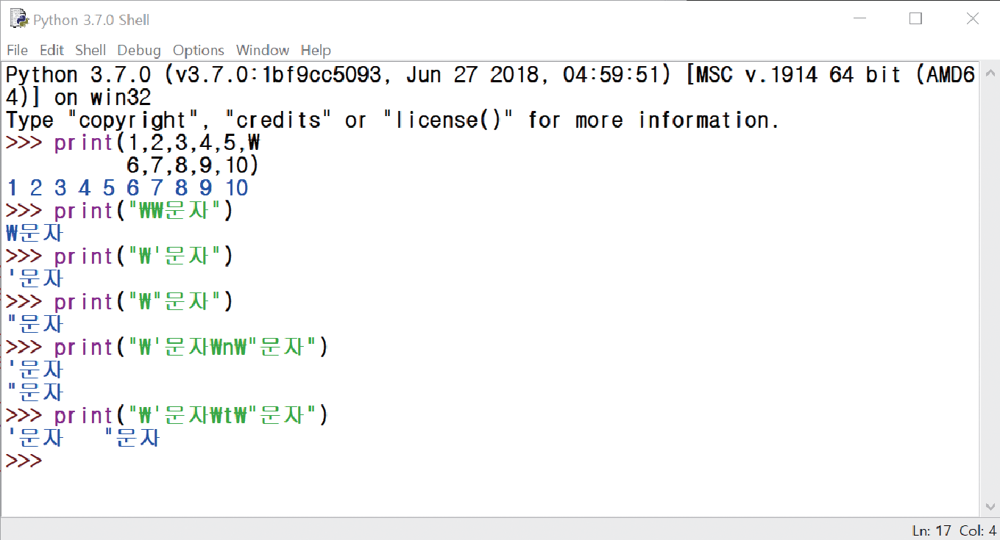 Python 3.7.0 Shell
File Edit Shell Debug Options Window Help
Python 3.7.0 (v3.7.0:1bf9cc5093, Jun 27 2018, 04:59:51) [MSC v.1914 64 bit (AMD6
4)] on win32
Type "copyright", "credits" or "license()" for more information.
>>> print(1,2,3,4,5,₩
6,7,8,9,10)
1 2 3 4 5 6 7 8 9 10
>>> print("₩₩문자")
₩문자
>>> print("₩'문자")
'문자
>>> print("₩"문자")
"문자
>>> print("₩'문자₩n₩"문자")
'문자
"문자
>>> print("₩'문자₩t₩"문자")
'문자 "문자
>>>
Ln: 17 Col: 4